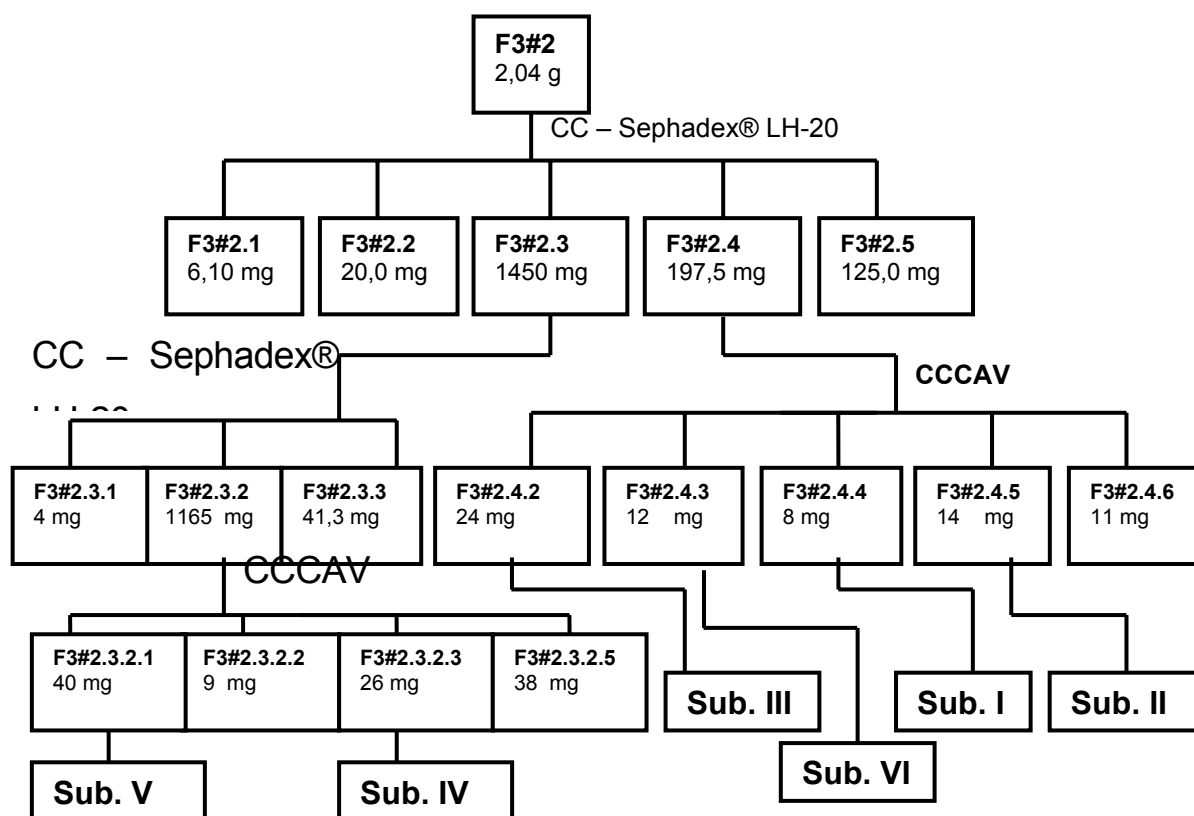 F3#2
2,04 g
CC – Sephadex® LH-20
F3#2.1
6,10 mg
F3#2.2
20,0 mg
F3#2.3
1450 mg
F3#2.4
197,5 mg
F3#2.5
125,0 mg
CC – Sephadex®
CCCAV
F3#2.3.1
4 mg
F3#2.3.2
1165 mg
F3#2.3.3
41,3 mg
F3#2.4.2
24 mg
F3#2.4.3
12 mg
F3#2.4.4
8 mg
F3#2.4.5
14 mg
F3#2.4.6
11 mg
CCCAV
F3#2.3.2.1
40 mg
F3#2.3.2.2
9 mg
F3#2.3.2.3
26 mg
F3#2.3.2.5
38 mg
Sub. III
Sub. I
Sub. II
Sub. VI
Sub. V
Sub. IV